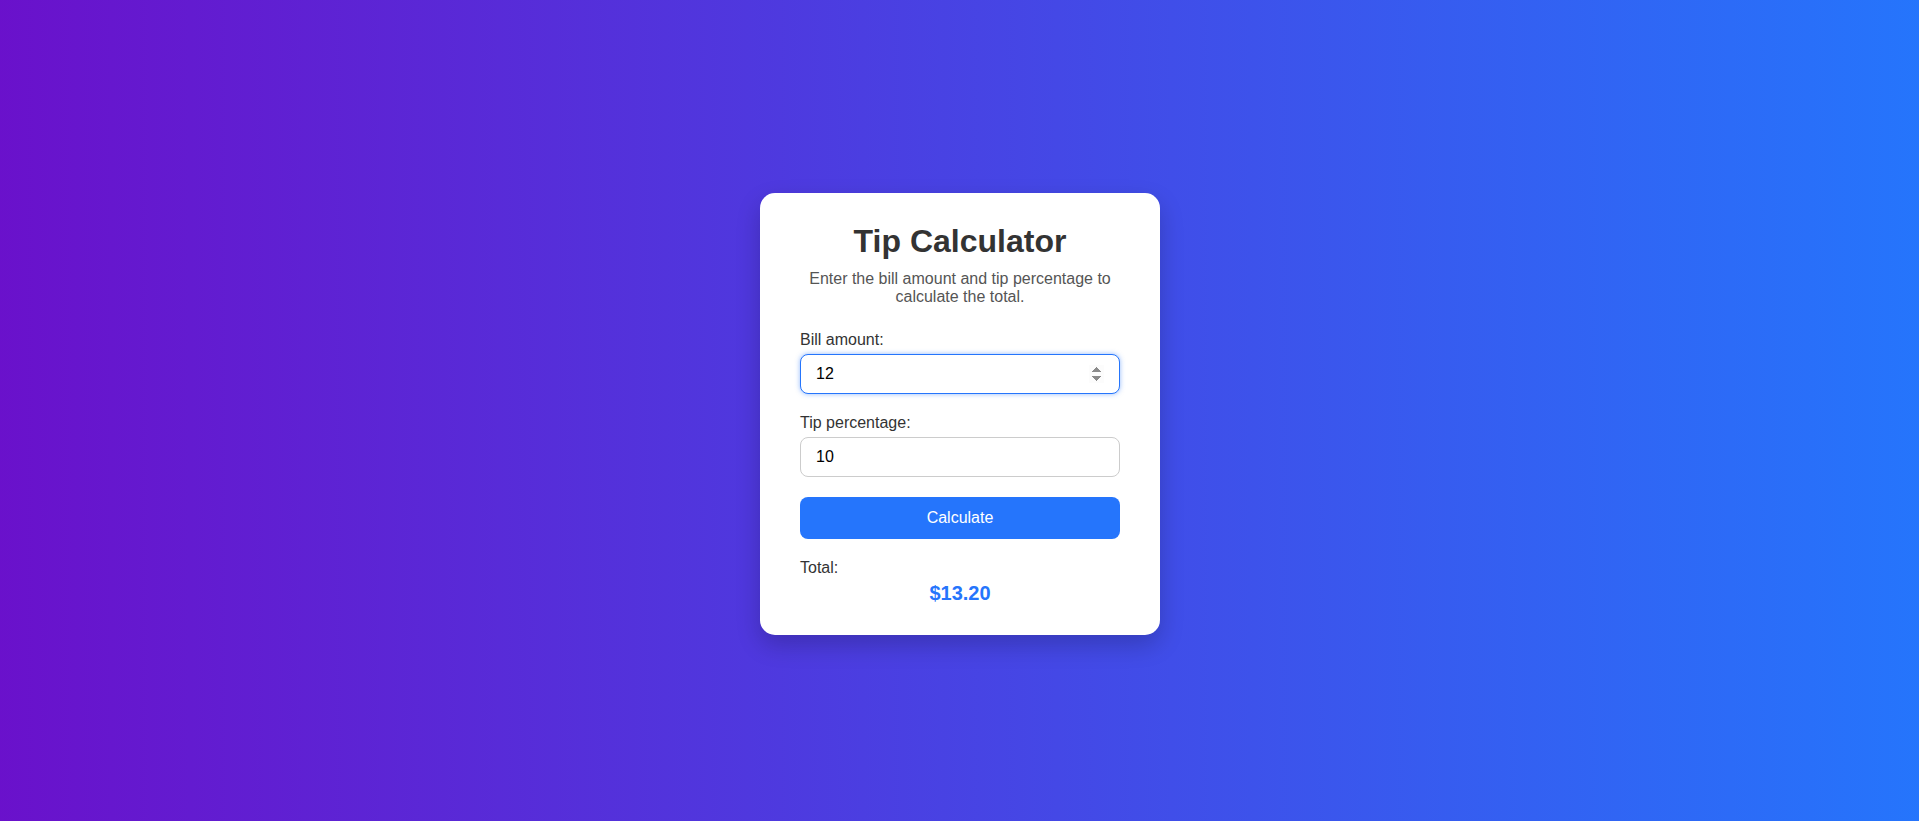 Tip Calculator
Enter the bill amount and tip percentage to
calculate the total.
Bill amount:
12
Tip percentage:
10
Calculate
Total:
$13.20